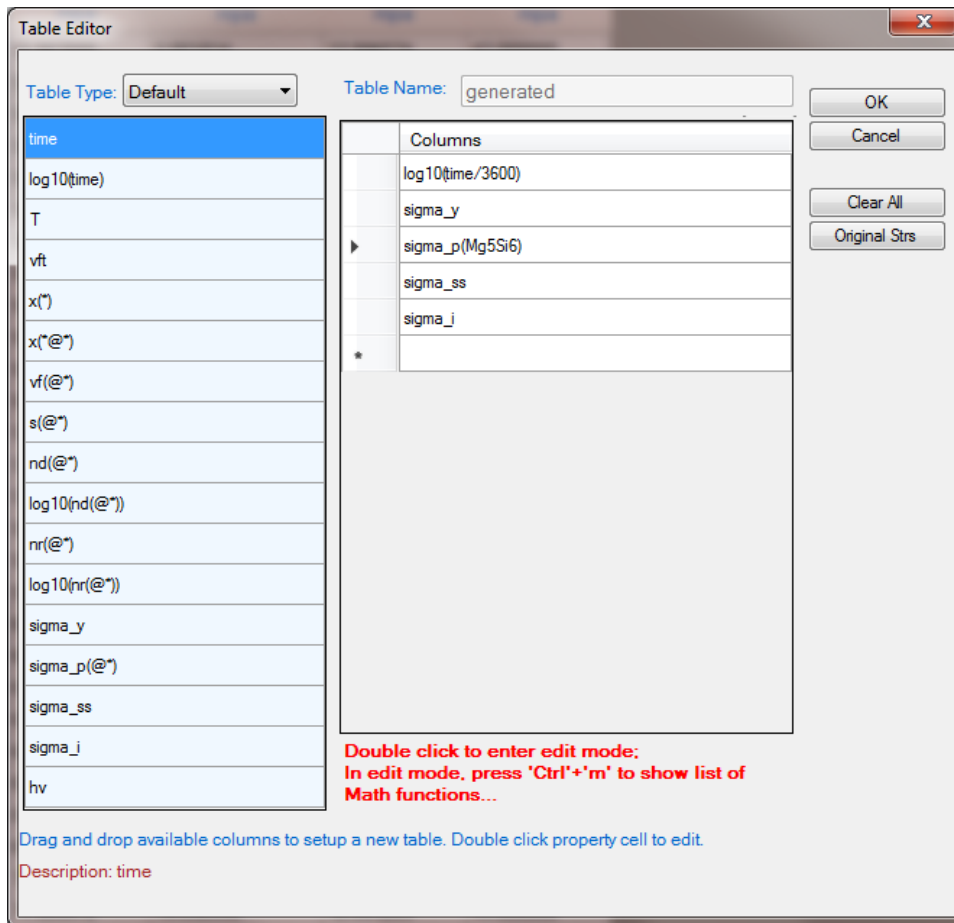 Table Editor
x
Table Type: Default
Table Name: generated
OK
Cancel
Clear All
Original Strs
time
log10(time)
T
vft
x(*)
x(*@*)
vf(@*)
s(@*)
nd(@*)
log10(nd(@*))
nr(@*)
log10(nr(@*))
sigma_y
sigma_p(@*)
sigma_ss
sigma_i
hv
Columns
log10(time/3600)
sigma_y
sigma_p(Mg5Si6)
sigma_ss
sigma_i
*
Double click to enter edit mode;
In edit mode, press 'Ctrl'+'m' to show list of
Math functions...
Drag and drop available columns to setup a new table. Double click property cell to edit.
Description: time